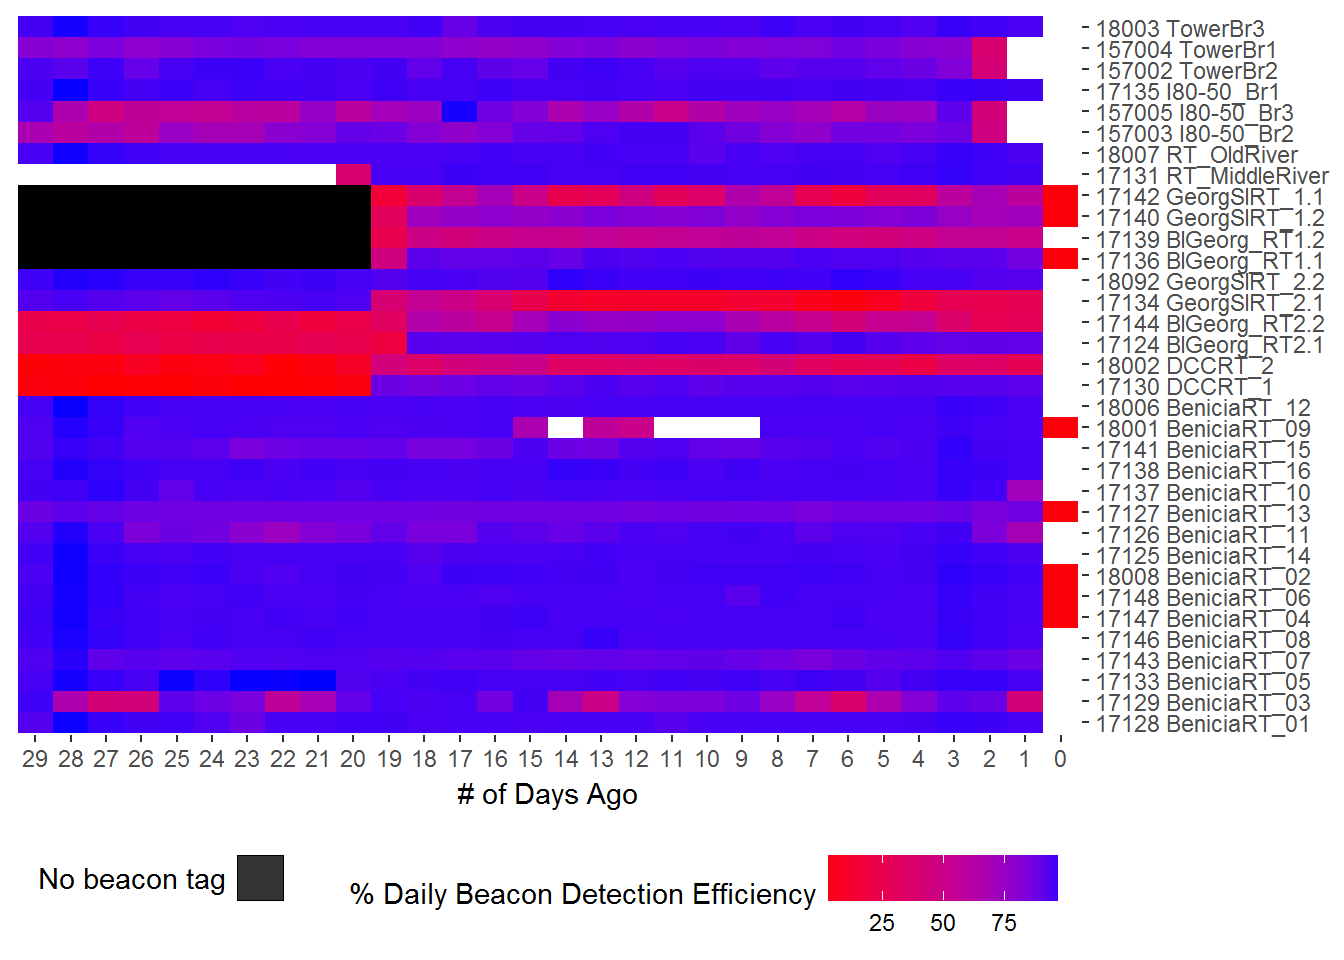 18003 TowerBr3
157004 TowerBr1
157002 TowerBr2
17135 I80-50_Br1
157005 I80-50_Br3
157003 I80-50_Br2
18007 RT_OldRiver
17131 RT_MiddleRiver
17142 GeorgSlRT_1.1
17140 GeorgSlRT_1.2
17139 BlGeorg_RT1.2
17136 BlGeorg_RT1.1
18092 GeorgSlRT_2.2
17134 GeorgSlRT_2.1
17144 BlGeorg_RT2.2
17124 BlGeorg_RT2.1
18002 DCCRT_2
17130 DCCRT_1
18006 BeniciaRT_12
18001 BeniciaRT_09
17141 BeniciaRT_15
17138 BeniciaRT_16
17137 BeniciaRT_10
17127 BeniciaRT_13
17126 BeniciaRT_11
17125 BeniciaRT_14
18008 BeniciaRT_02
17148 BeniciaRT_06
17147 BeniciaRT_04
17146 BeniciaRT_08
17143 BeniciaRT_07
17133 BeniciaRT_05
17129 BeniciaRT_03
17128 BeniciaRT_01
29 28 27 26 25 24 23 22 21 20 19 18 17 16 15 14 13 12 11 10 9 8 7 6 5 4 3 2 1 0
# of Days Ago
No beacon tag
% Daily Beacon Detection Efficiency
25 50 75